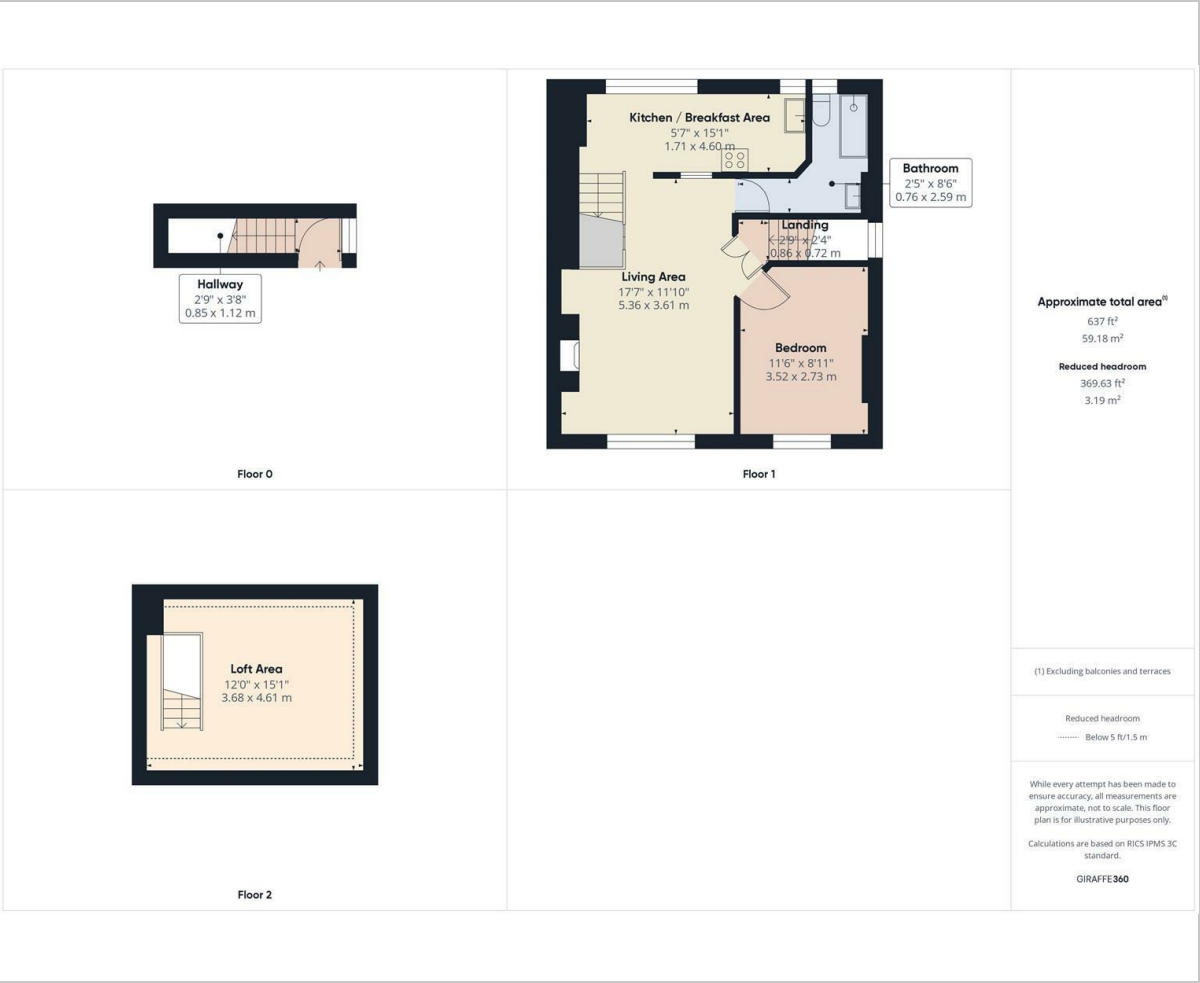 Hallway
2'9" x 3'8"
0.85 x 1.12 m
Floor 0
Kitchen / Breakfast Area
5'7" x 15'1"
1.71 x 4.60 m
Bathroom
2'5" x 8'6"
0.76 x 2.59 m
Landing
2'9" x 2'4"
0.86 x 0.72 m
Living Area
17'7" x 11'10"
5.36 x 3.61 m
Bedroom
11'6" x 8'11"
3.52 x 2.73 m
Floor 1
Loft Area
12'0" x 15'1"
3.68 x 4.61 m
Floor 2
Approximate total area(1)
637 ft²
59.18 m²
Reduced headroom
369.63 ft²
3.19 m²
(1) Excluding balconies and terraces
Reduced headroom
Below 5 ft/1.5 m
While every attempt has been made to
ensure accuracy, all measurements are
approximate, not to scale. This floor
plan is for illustrative purposes only.
Calculations are based on RICS IPMS 3C
standard.
GIRAFFE360